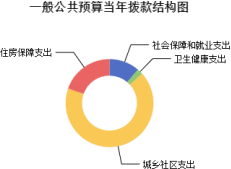 一般公共预算当年拨款结构图
社会保障和就业支出
住房保障支出
卫生健康支出
城乡社区支出